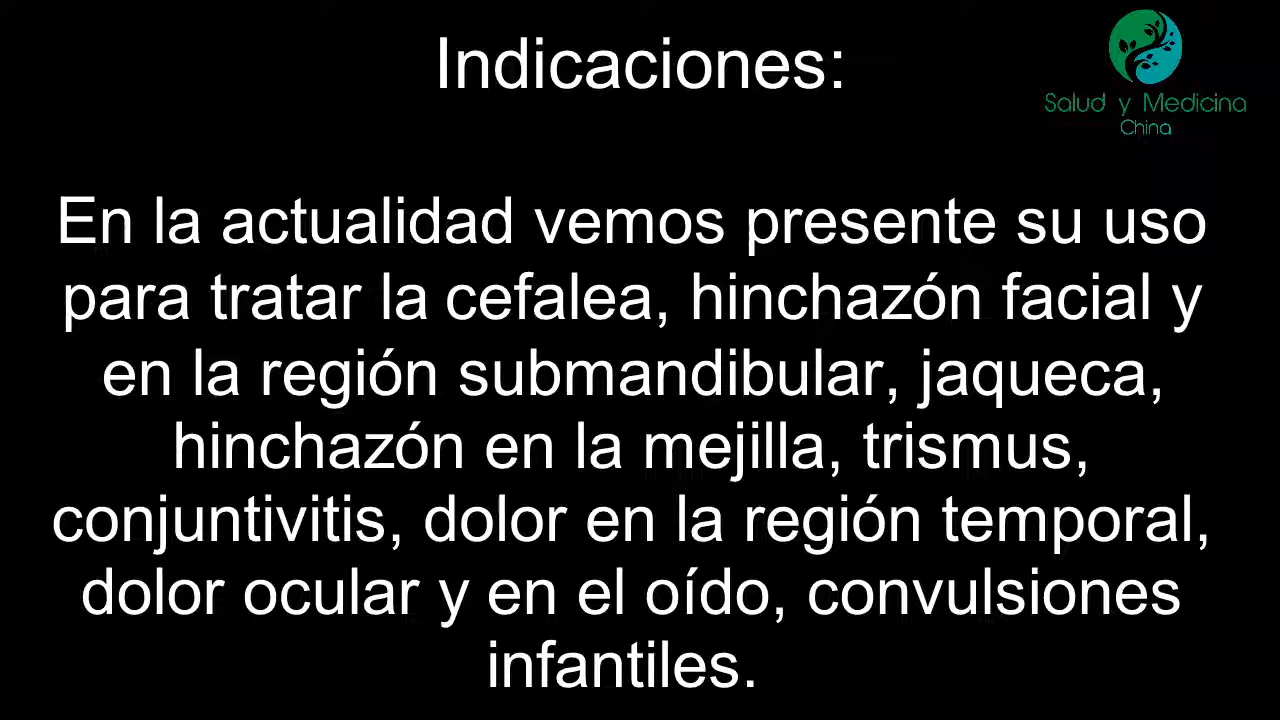 Indicaciones:
Salud y Medicina
China
En la actualidad vemos presente su uso
para tratar la cefalea, hinchazón facial y
en la región submandibular, jaqueca,
hinchazón en la mejilla, trismus,
conjuntivitis, dolor en la región temporal,
dolor ocular y en el oído, convulsiones
infantiles.